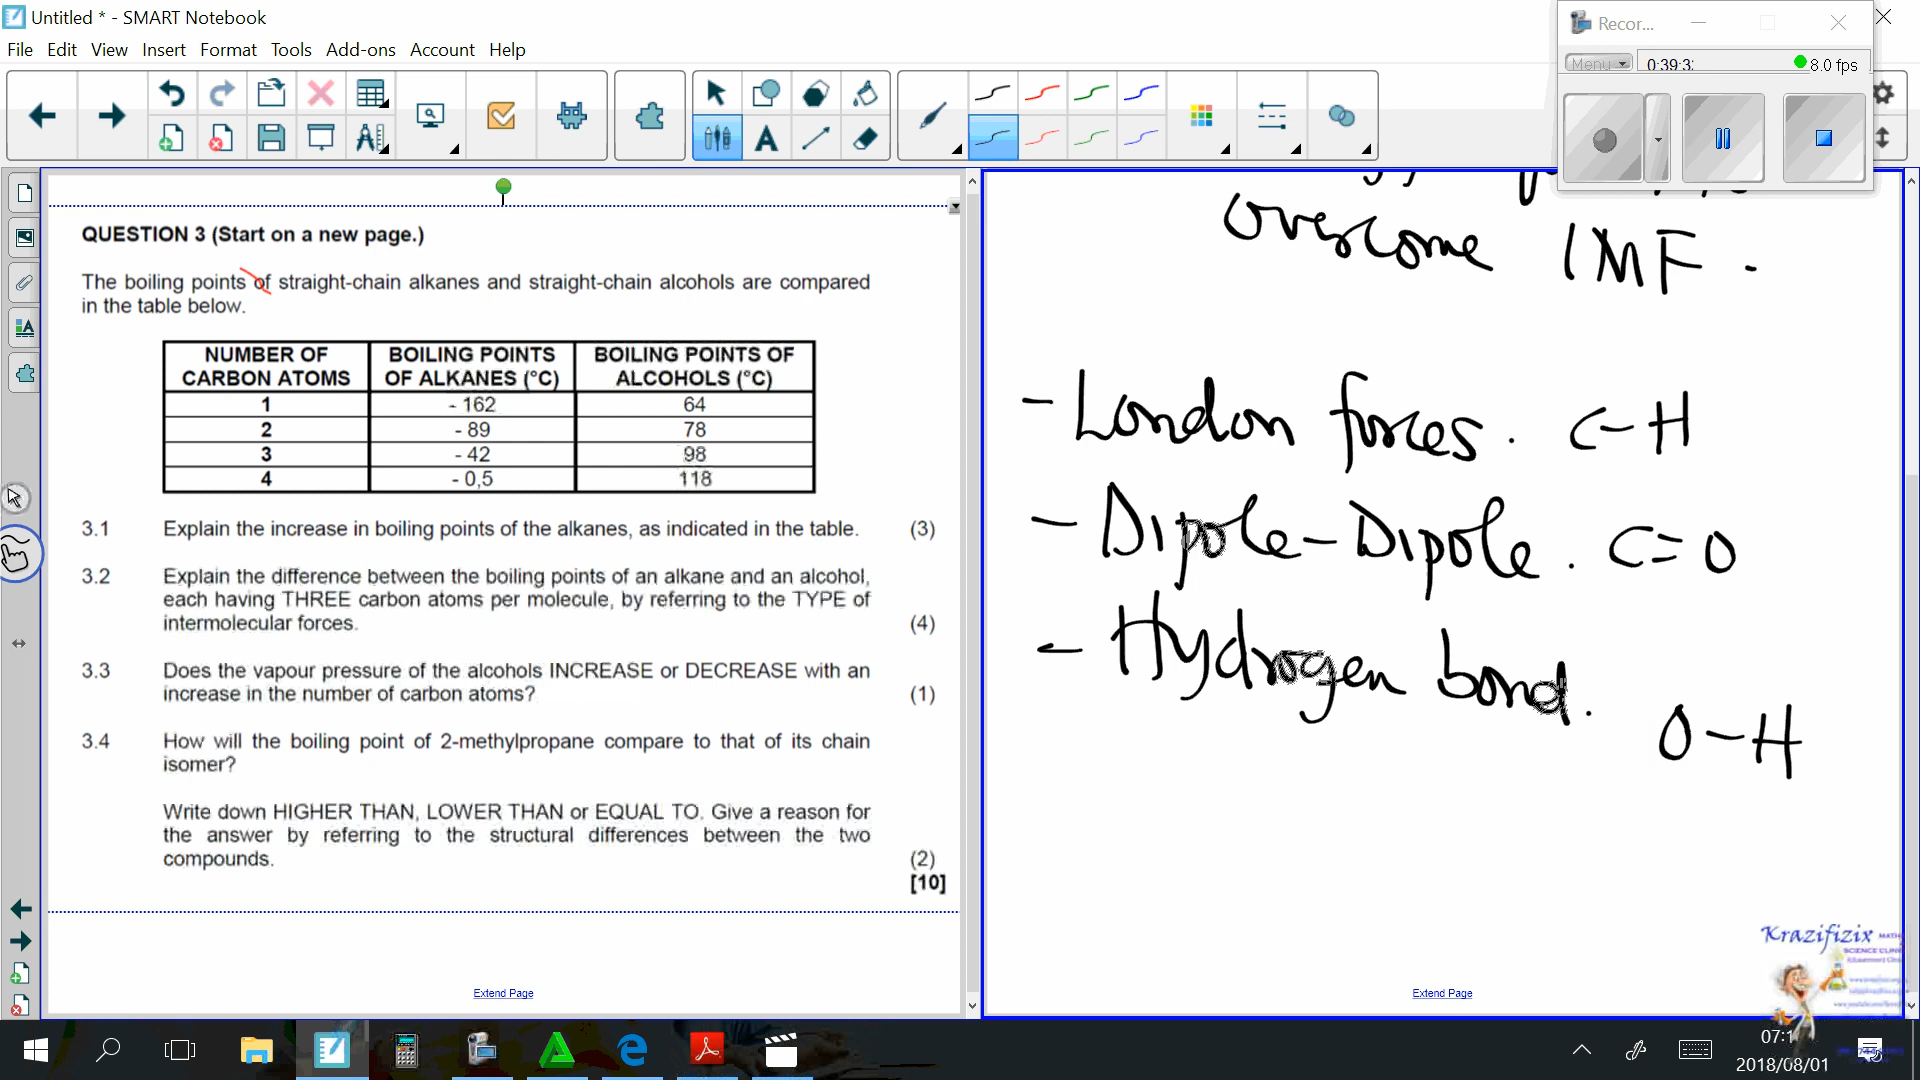 Untitled * - SMART Notebook
File Edit View Insert Format Tools Add-ons Account Help
Recor...
Menu
8.0 fps
QUESTION 3 (Start on a new page.)
The boiling points of straight-chain alkanes and straight-chain alcohols are compared
in the table below.
NUMBER OF CARBON ATOMS BOILING POINTS OF ALKANES (°C) BOILING POINTS OF ALCOHOLS (°C)
1 - 162 64
2 - 89 78
3 - 42 98
4 - 0,5 118
3.1 Explain the increase in boiling points of the alkanes, as indicated in the table. (3)
3.2 Explain the difference between the boiling points of an alkane and an alcohol,
each having THREE carbon atoms per molecule, by referring to the TYPE of
intermolecular forces. (4)
3.3 Does the vapour pressure of the alcohols INCREASE or DECREASE with an
increase in the number of carbon atoms? (1)
3.4 How will the boiling point of 2-methylpropane compare to that of its chain
isomer?
Write down HIGHER THAN, LOWER THAN or EQUAL TO. Give a reason for
the answer by referring to the structural differences between the two
compounds. (2)
[10]
Extend Page
overcome IMF.
- London forces. C-H
- Dipole-Dipole. C=O
- Hydrogen bond.
O-H
Krazifizix
SCIENCE CLINIC
Extend Page
2018/08/01